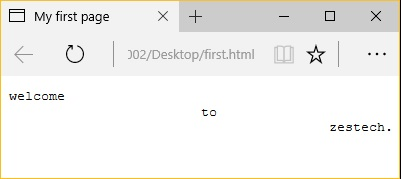 My first page
002/Desktop/first.html
welcome
to
zestech.